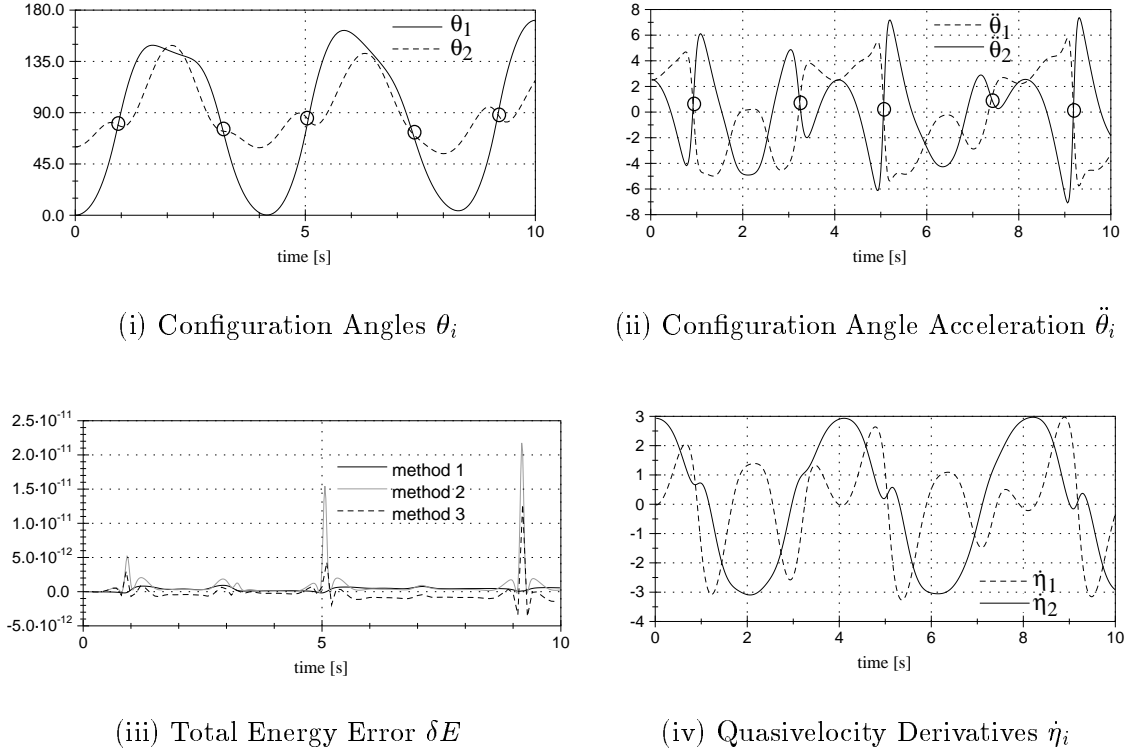 180.0
135.0
90.0
45.0
0.0
0
5
10
time [s]
θ1
θ2
(i) Configuration Angles θi
8
6
4
2
0
-2
-4
-6
-8
0
2
4
6
8
10
time [s]
θ̈1
θ̈2
(ii) Configuration Angle Acceleration θ̈i
2.5·10-11
2.0·10-11
1.5·10-11
1.0·10-11
5.0·10-12
0.0
-5.0·10-12
0
5
10
time [s]
method 1
method 2
method 3
(iii) Total Energy Error δE
3
2
1
0
-1
-2
-3
-4
0
2
4
6
8
10
time [s]
η̇1
η̇2
(iv) Quasivelocity Derivatives η̇i